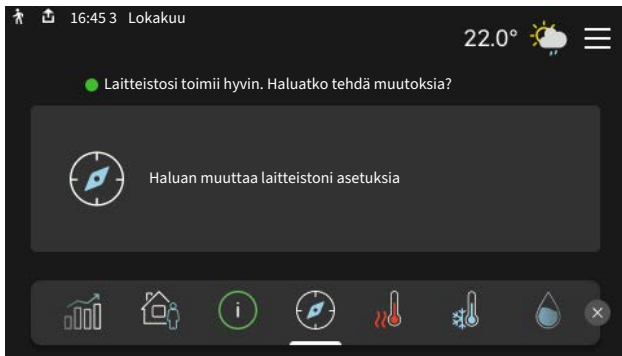 16:45 3 Lokakuu
22.0°
Laitteistosi toimii hyvin. Haluatko tehdä muutoksia?
Haluan muuttaa laitteistoni asetuksia
i